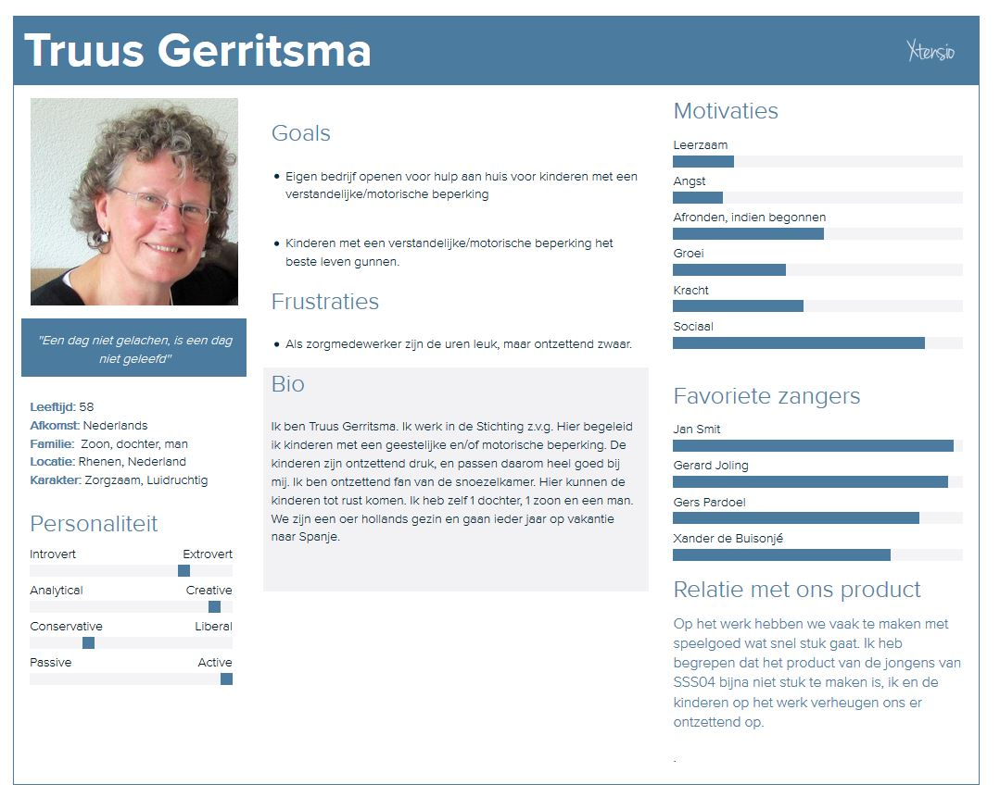 Truus Gerritsma
Xtensio
"Een dag niet gelachen, is een dag
niet geleefd"
Leeftijd: 58
Afkomst: Nederlands
Familie: Zoon, dochter, man
Locatie: Rhenen, Nederland
Karakter: Zorgzaam, Luidruchtig
Personaliteit
Introvert Extrovert
Analytical Creative
Conservative Liberal
Passive Active
Goals
• Eigen bedrijf openen voor hulp aan huis voor kinderen met een
verstandelijke/motorische beperking
• Kinderen met een verstandelijke/motorische beperking het
beste leven gunnen.
Frustraties
• Als zorgmedewerker zijn de uren leuk, maar ontzettend zwaar.
Bio
Ik ben Truus Gerritsma. Ik werk in de Stichting z.v.g. Hier begeleid
ik kinderen met een geestelijke en/of motorische beperking. De
kinderen zijn ontzettend druk, en passen daarom heel goed bij
mij. Ik ben ontzettend fan van de snoezelkamer. Hier kunnen de
kinderen tot rust komen. Ik heb zelf 1 dochter, 1 zoon en een man.
We zijn een oer hollands gezin en gaan ieder jaar op vakantie
naar Spanje.
Motivaties
Leerzaam
Angst
Afronden, indien begonnen
Groei
Kracht
Sociaal
Favoriete zangers
Jan Smit
Gerard Joling
Gers Pardoel
Xander de Buisonjé
Relatie met ons product
Op het werk hebben we vaak te maken met
speelgoed wat snel stuk gaat. Ik heb
begrepen dat het product van de jongens van
SSS04 bijna niet stuk te maken is, ik en de
kinderen op het werk verheugen ons er
ontzettend op.
.